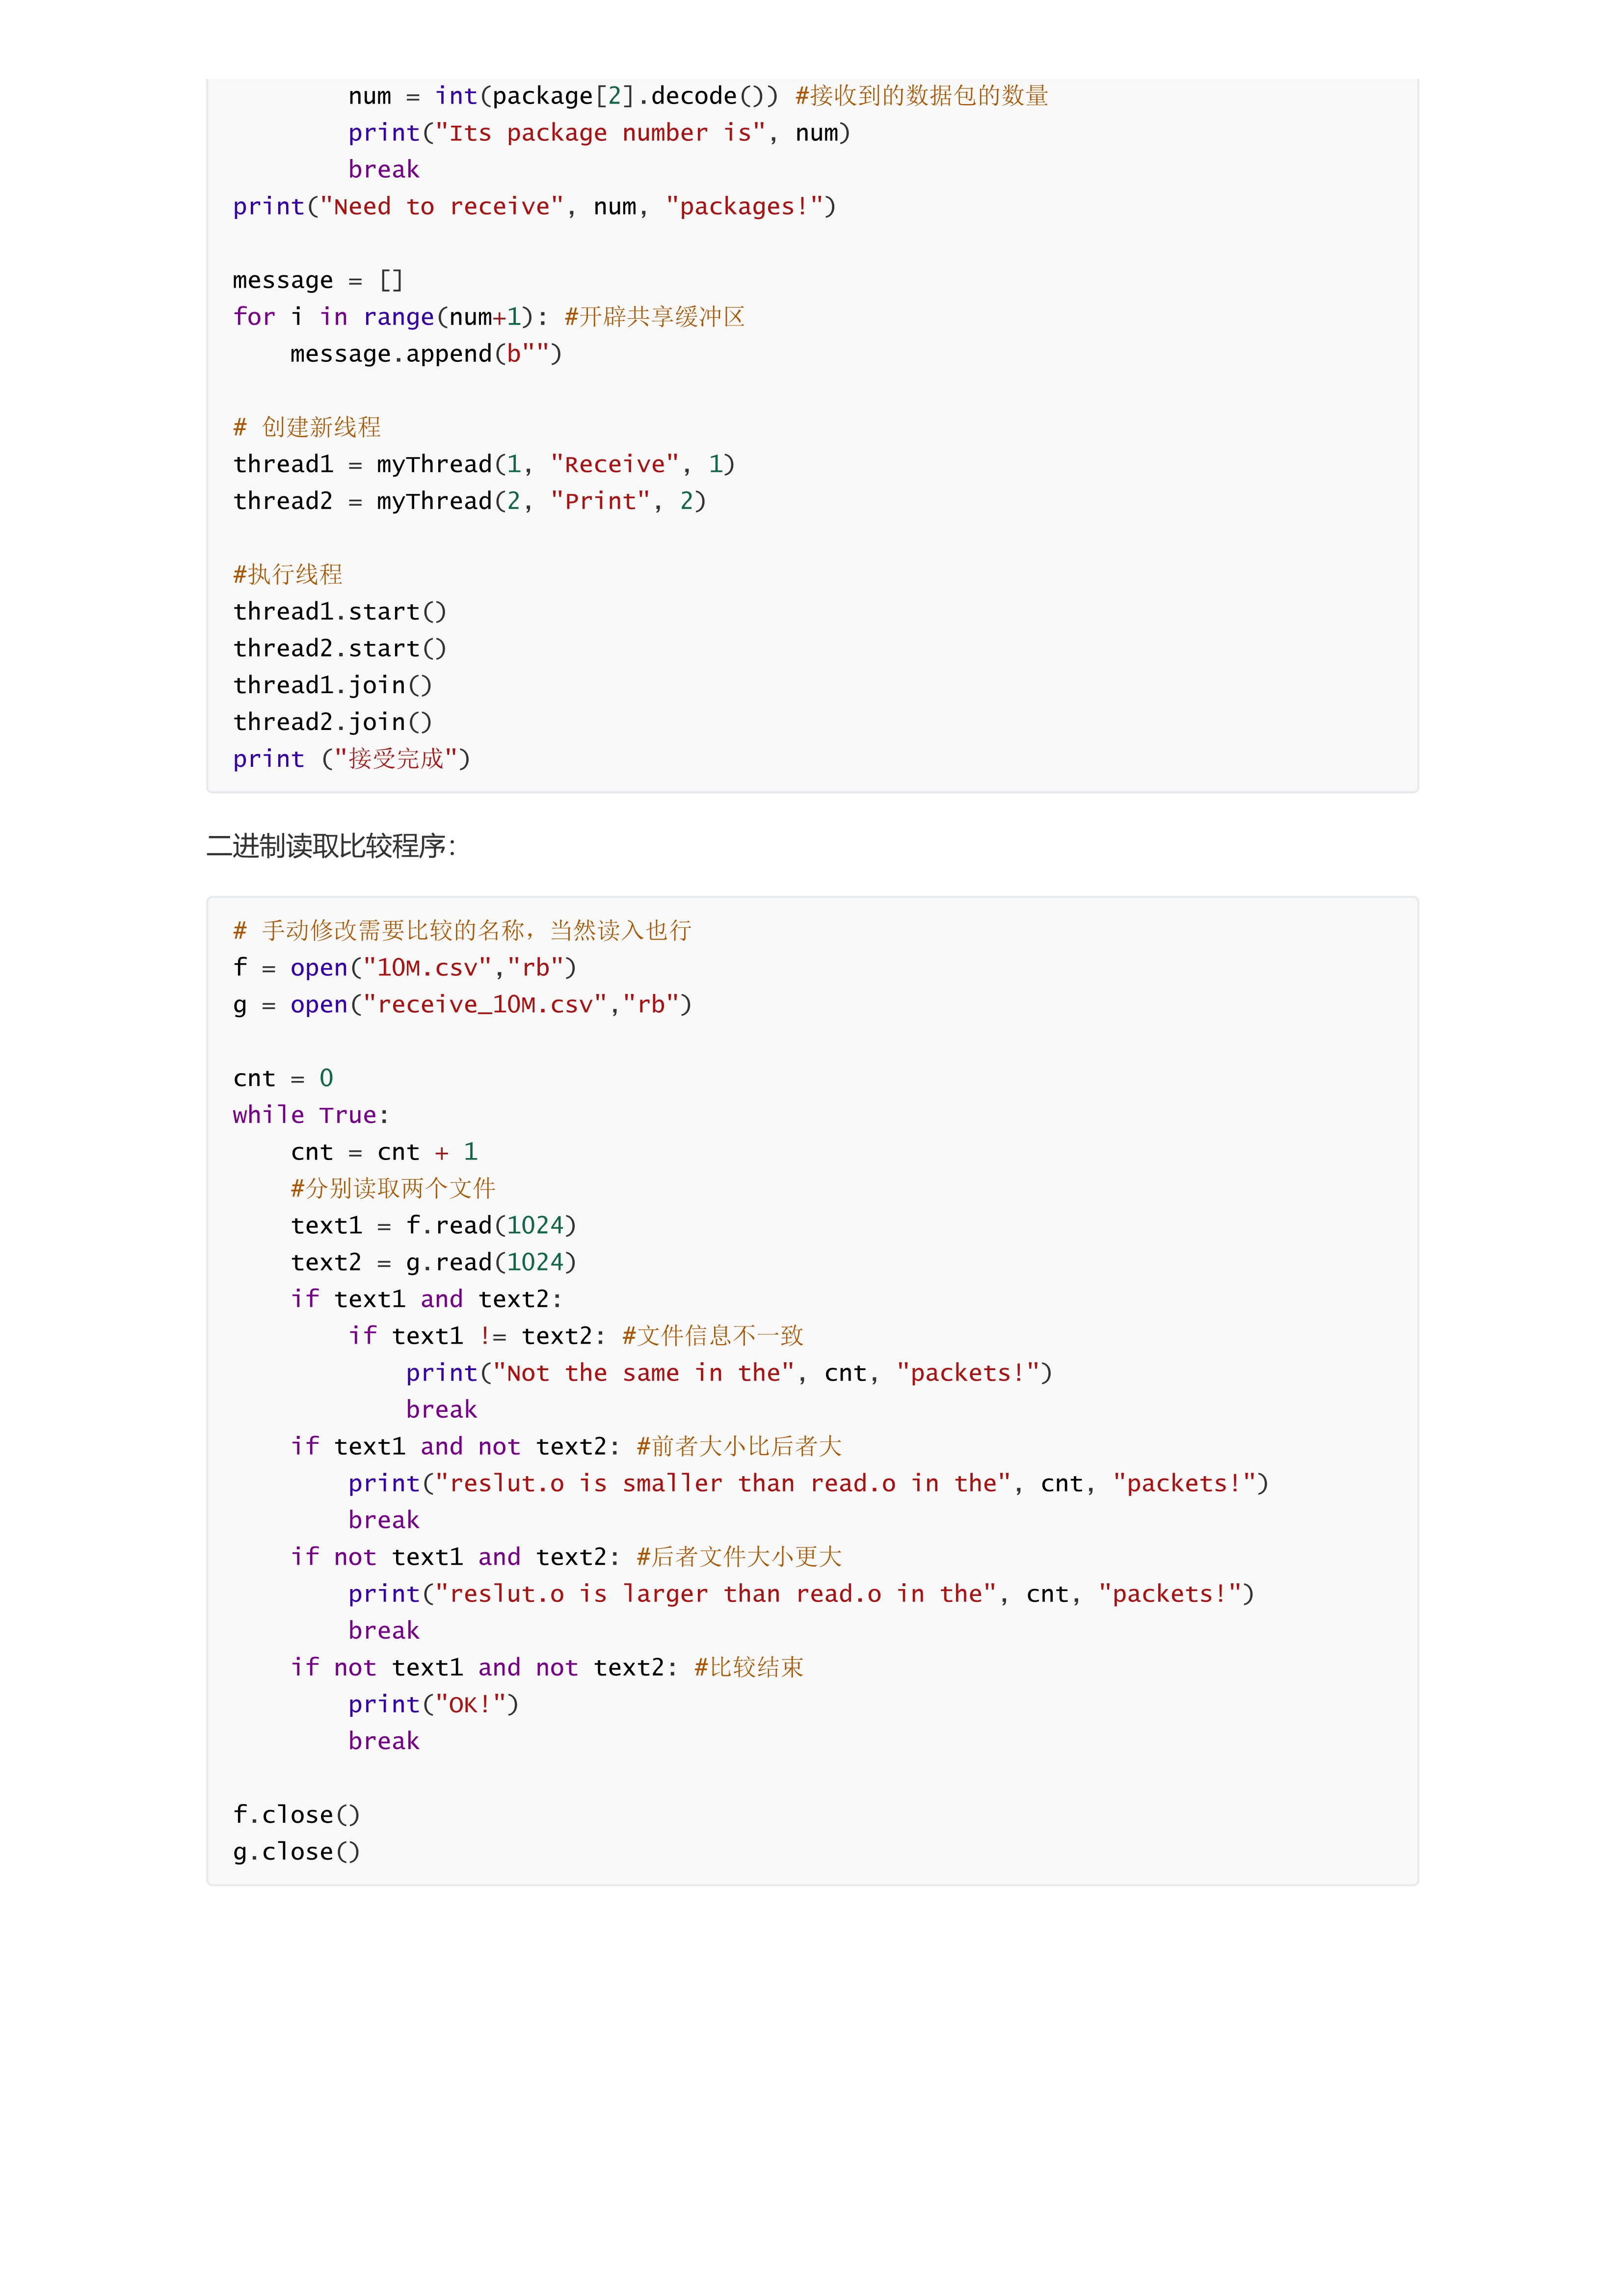 num = int(package[2].decode()) #接收到的数据包的数量
        print("Its package number is", num)
        break
print("Need to receive", num, "packages!")

message = []
for i in range(num+1): #开辟共享缓冲区
    message.append(b"")

# 创建新线程
thread1 = myThread(1, "Receive", 1)
thread2 = myThread(2, "Print", 2)

#执行线程
thread1.start()
thread2.start()
thread1.join()
thread2.join()
print ("接受完成")

二进制读取比较程序：

# 手动修改需要比较的名称，当然读入也行
f = open("10M.csv","rb")
g = open("receive_10M.csv","rb")

cnt = 0
while True:
    cnt = cnt + 1
    #分别读取两个文件
    text1 = f.read(1024)
    text2 = g.read(1024)
    if text1 and text2:
        if text1 != text2: #文件信息不一致
            print("Not the same in the", cnt, "packets!")
            break
    if text1 and not text2: #前者大小比后者大
        print("reslut.o is smaller than read.o in the", cnt, "packets!")
        break
    if not text1 and text2: #后者文件大小更大
        print("reslut.o is larger than read.o in the", cnt, "packets!")
        break
    if not text1 and not text2: #比较结束
        print("OK!")
        break

f.close()
g.close()